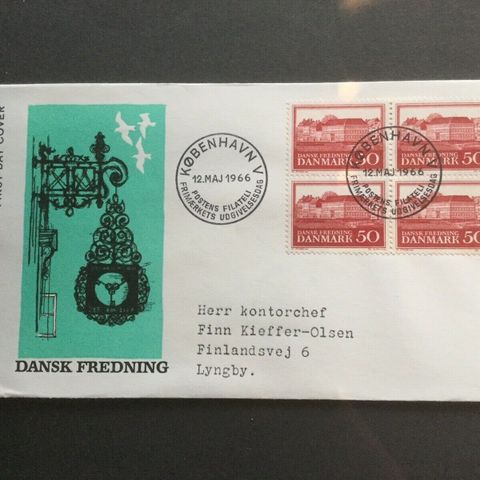 FIRST DAY COVER
KØBENHAVN V
12.MAJ 1966
POSTENS FILATELI
FRIMÆRKETS UDGIVELSESDAG
DANSK FREDNING
DANMARK 50
DANSK FREDNING
DANMARK 50
DANSK FREDNING
DANMARK 50
DANSK FREDNING
DANMARK 50
KØBENHAVN V
12.MAJ 1966
POSTENS FILATELI
FRIMÆRKETS UDGIVELSESDAG
Herr kontorchef
Finn Kieffer-Olsen
Finlandsvej 6
Lyngby.
DANSK FREDNING